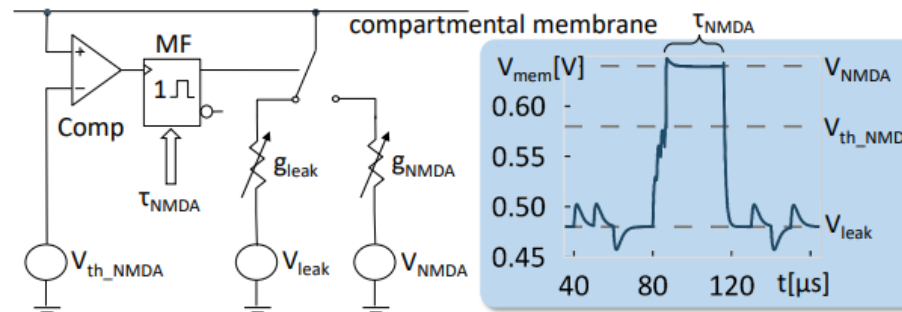 compartmental membrane
MF
+
−
1
Comp
τNMDA
gleak
gNMDA
Vth_NMDA
Vleak
VNMDA
τNMDA
Vmem[V]
VNMDA
0.60
Vth_NMD
0.55
0.50
Vleak
0.45
40 80 120 t[μs]